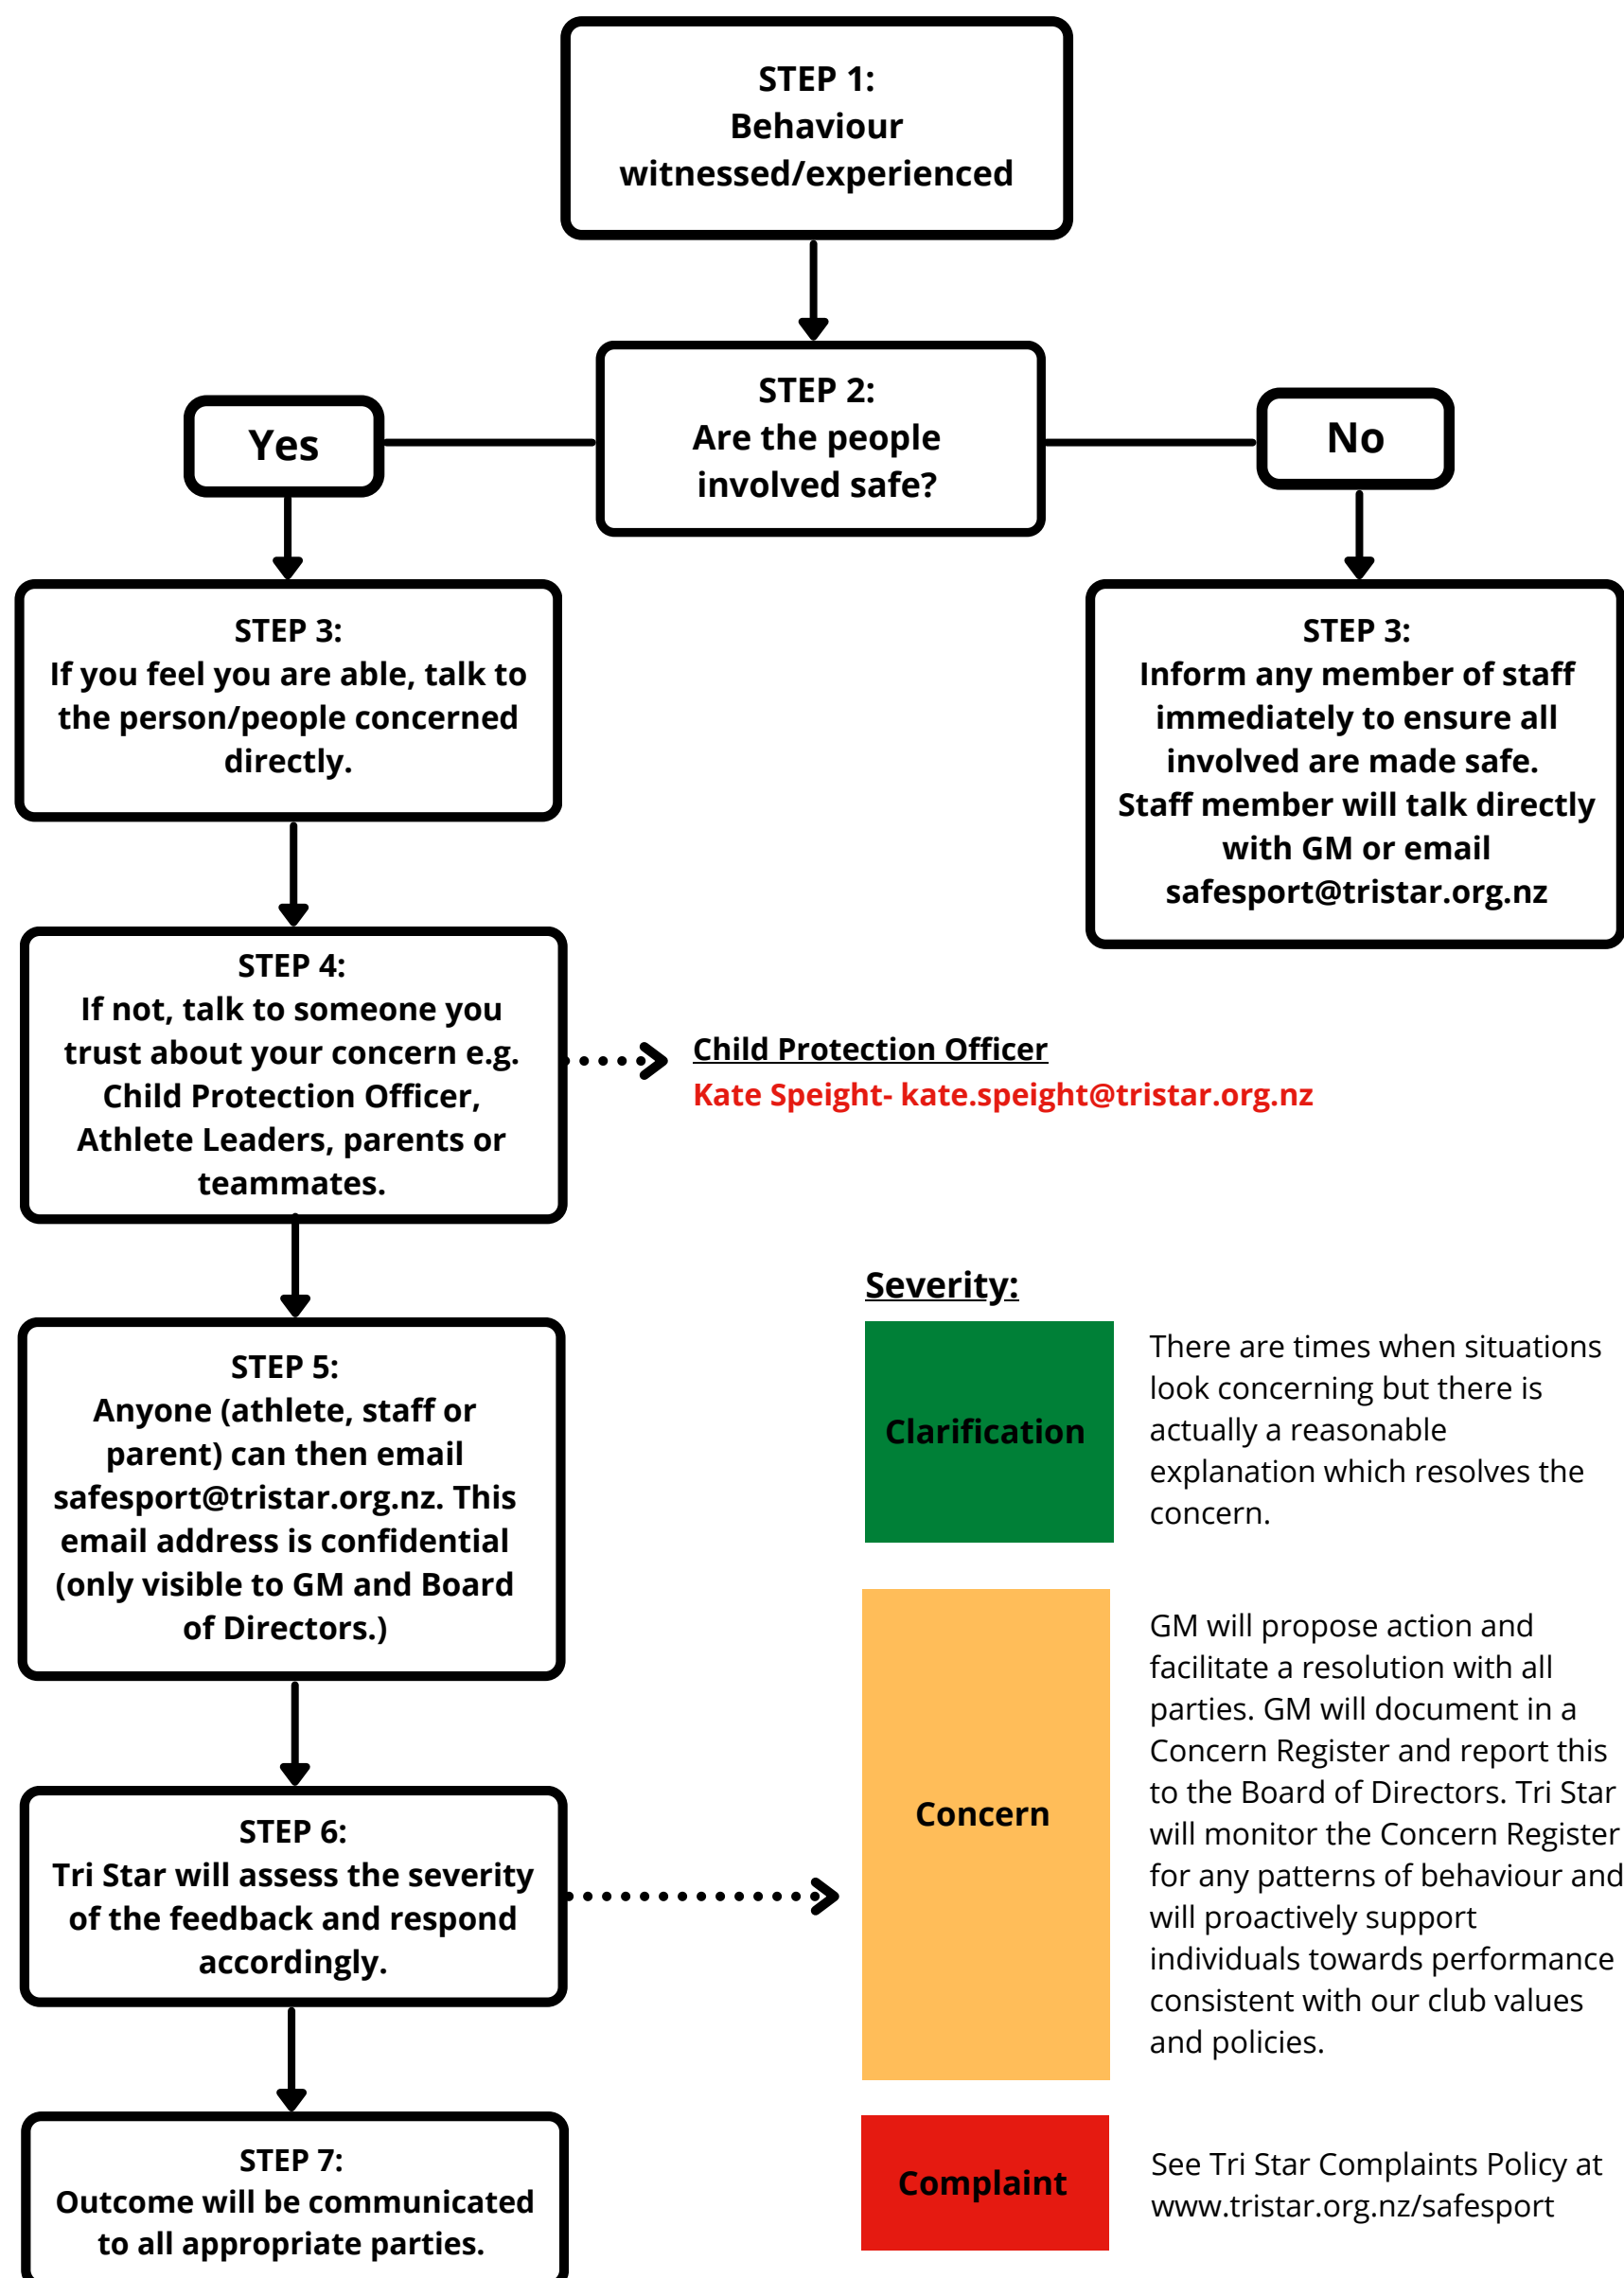 STEP 1:
Behaviour
witnessed/experienced
STEP 2:
Are the people
involved safe?
Yes
No
STEP 3:
If you feel you are able, talk to
the person/people concerned
directly.
STEP 3:
Inform any member of staff
immediately to ensure all
involved are made safe.
Staff member will talk directly
with GM or email
safesport@tristar.org.nz
STEP 4:
If not, talk to someone you
trust about your concern e.g.
Child Protection Officer,
Athlete Leaders, parents or
teammates.
Child Protection Officer
Kate Speight- kate.speight@tristar.org.nz
STEP 5:
Anyone (athlete, staff or
parent) can then email
safesport@tristar.org.nz. This
email address is confidential
(only visible to GM and Board
of Directors.)
STEP 6:
Tri Star will assess the severity
of the feedback and respond
accordingly.
STEP 7:
Outcome will be communicated
to all appropriate parties.
Severity:
Clarification
There are times when situations
look concerning but there is
actually a reasonable
explanation which resolves the
concern.
Concern
GM will propose action and
facilitate a resolution with all
parties. GM will document in a
Concern Register and report this
to the Board of Directors. Tri Star
will monitor the Concern Register
for any patterns of behaviour and
will proactively support
individuals towards performance
consistent with our club values
and policies.
Complaint
See Tri Star Complaints Policy at
www.tristar.org.nz/safesport